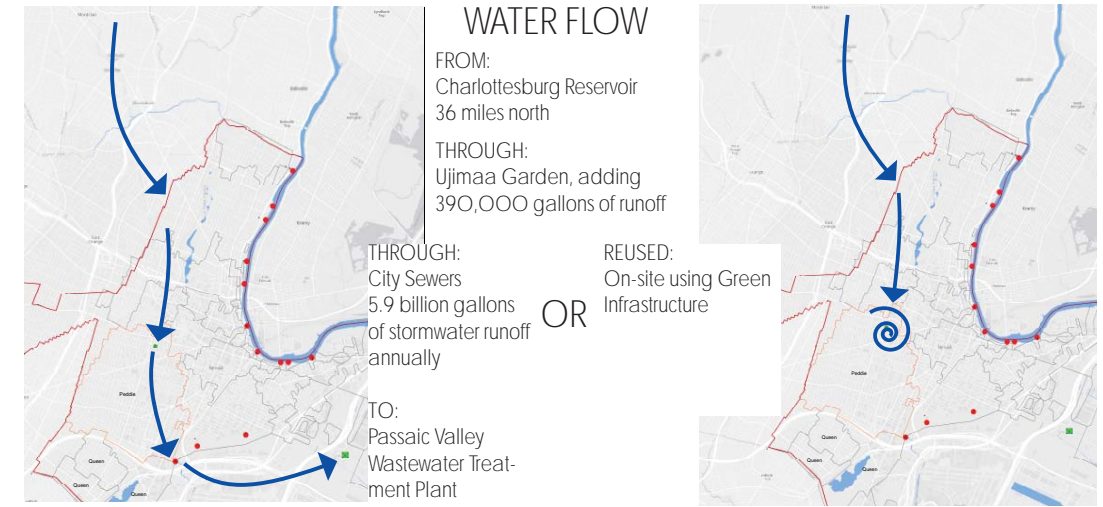 WATER FLOW
FROM:
Charlottesburg Reservoir
36 miles north
THROUGH:
Ujimaa Garden, adding
390,000 gallons of runoff
THROUGH:
City Sewers
5.9 billion gallons
of stormwater runoff
annually
OR
REUSED:
On-site using Green
Infrastructure
TO:
Passaic Valley
Wastewater Treat-
ment Plant
Peddie
Queen
Queen
Queen
Peddie
Queen
Queen
Queen